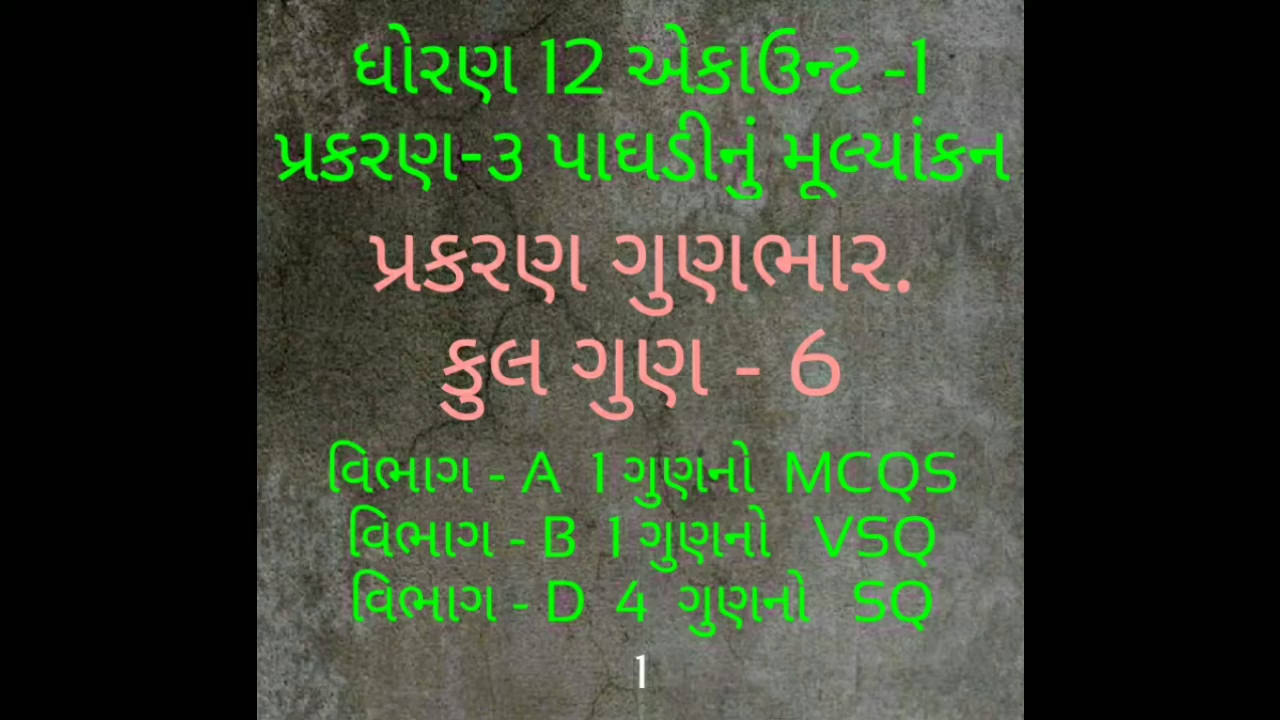 ધોરણ 12 એકાઉન્ટ -1
પ્રકરણ-૩ પાઘડીનું મૂલ્યાંકન
પ્રકરણ ગુણભાર.
કુલ ગુણ - 6
વિભાગ - A 1 ગુણનો MCQS
વિભાગ - B 1 ગુણનો VSQ
વિભાગ - D 4 ગુણનો SQ
1